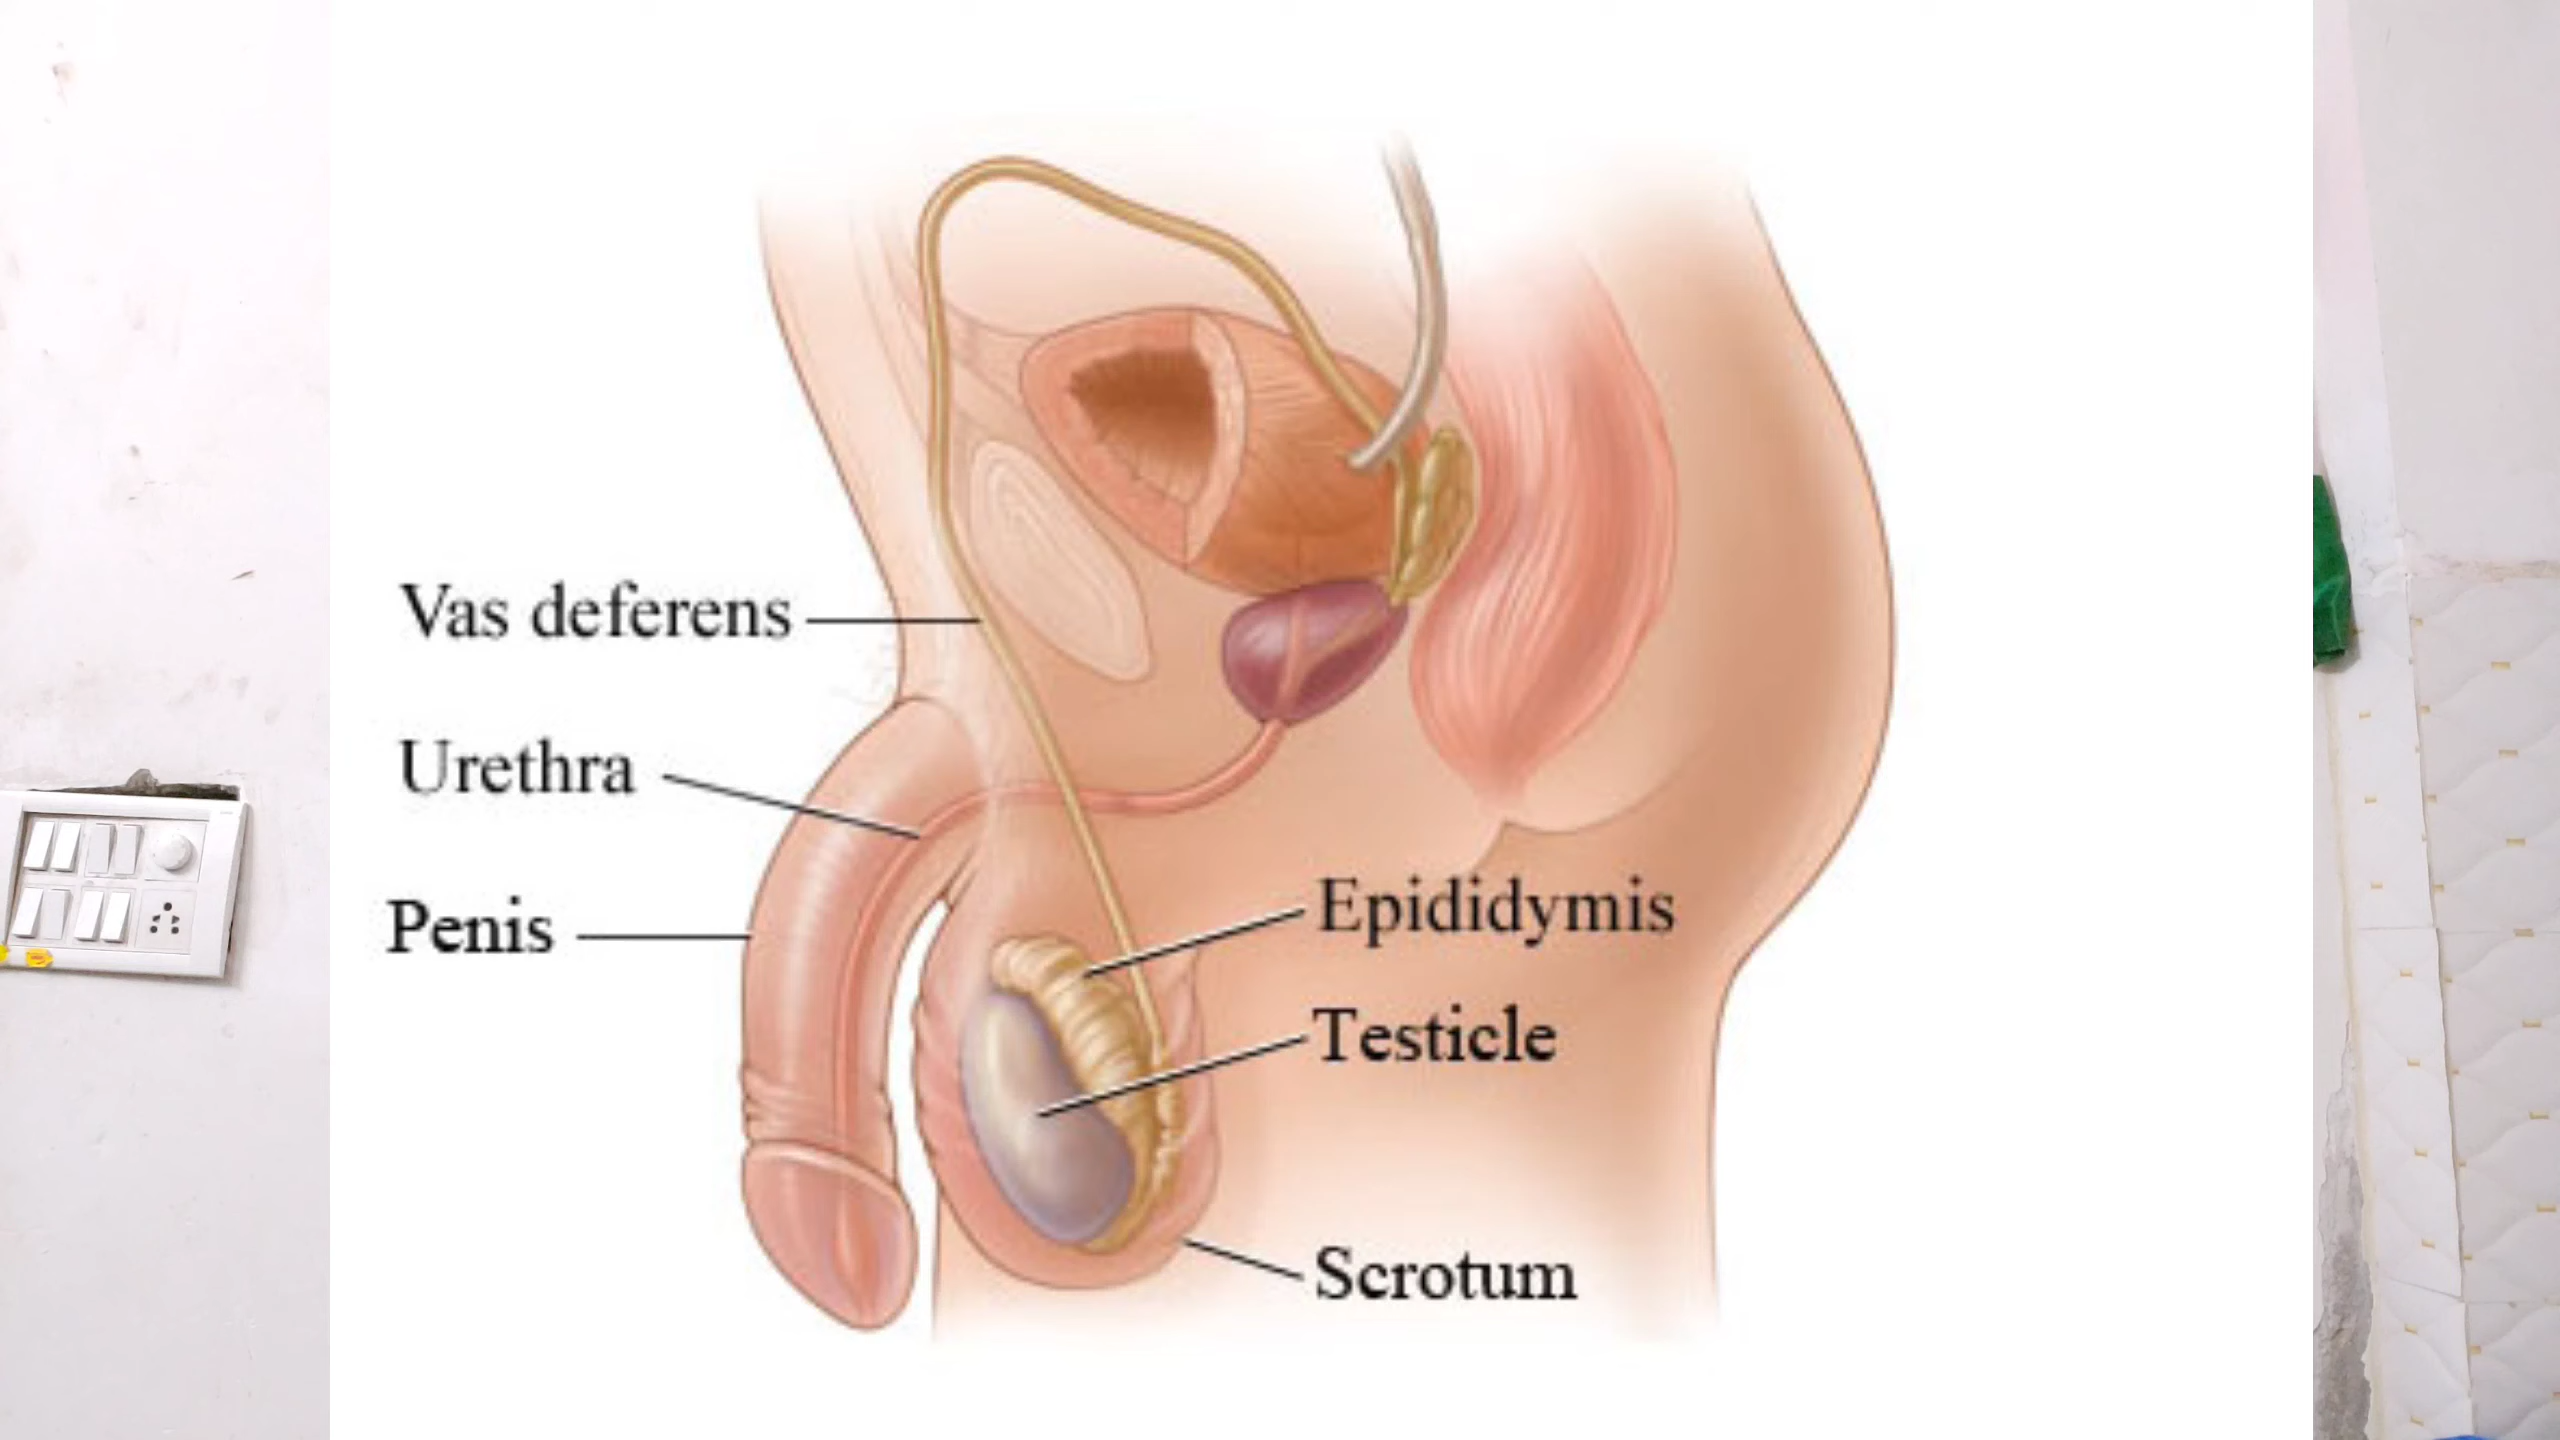 Vas deferens
Urethra
Penis
Epididymis
Testicle
Scrotum